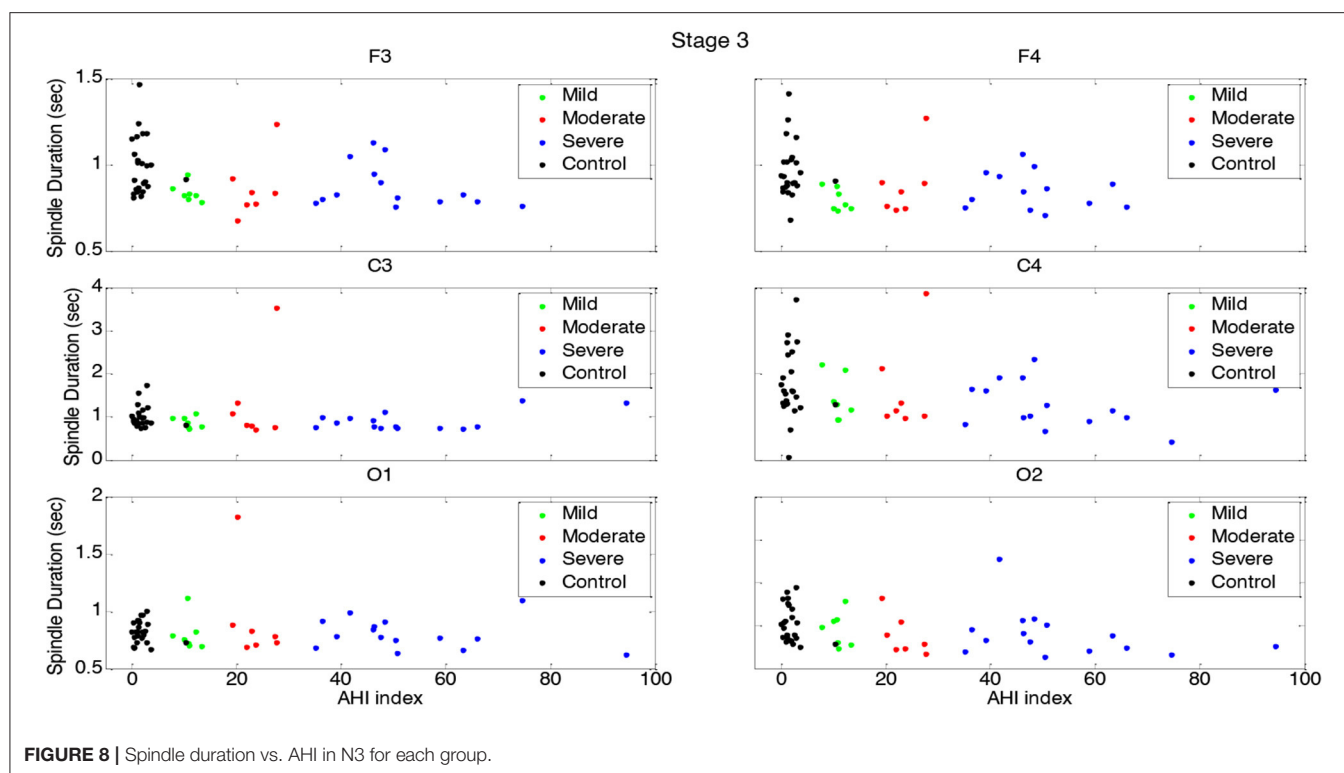 Stage 3
F3
F4
Spindle Duration (sec)
1.5
1
0.5
Mild
Moderate
Severe
Control
Mild
Moderate
Severe
Control
C3
C4
Spindle Duration (sec)
4
3
2
1
0
Mild
Moderate
Severe
Control
Mild
Moderate
Severe
Control
O1
O2
Spindle Duration (sec)
2
1.5
1
0.5
Mild
Moderate
Severe
Control
Mild
Moderate
Severe
Control
0 20 40 60 80 100
0 20 40 60 80 100
AHI index
AHI index
FIGURE 8 | Spindle duration vs. AHI in N3 for each group.